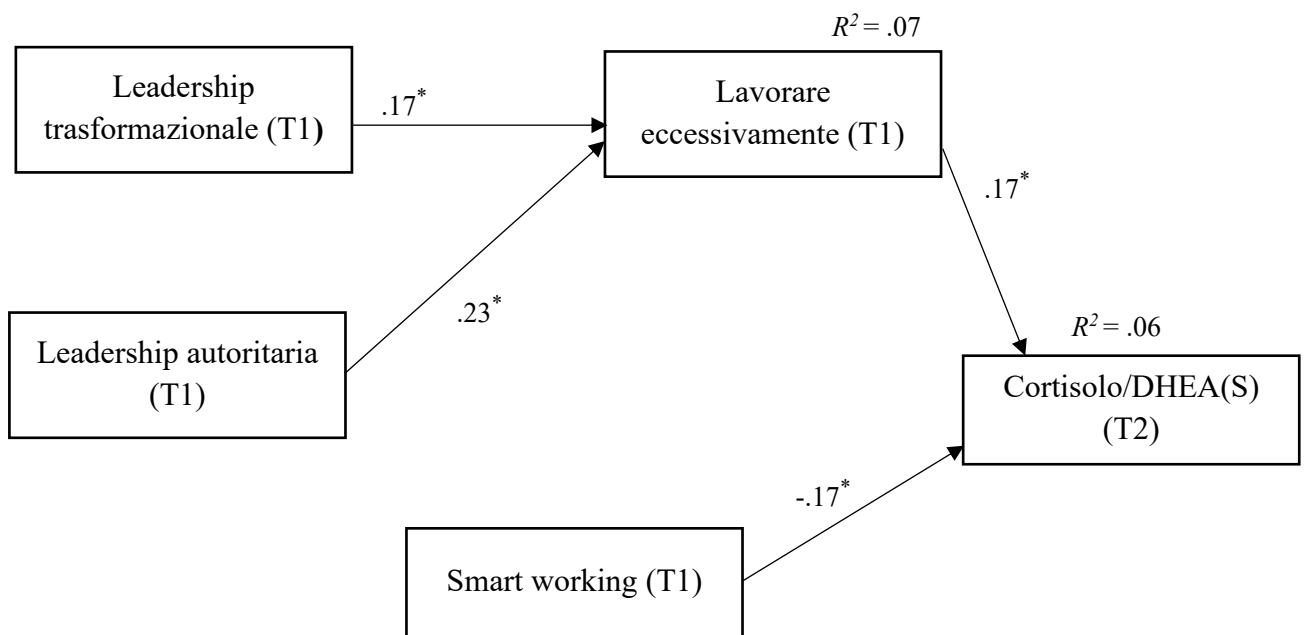 R² = .07
Leadership
trasformazionale (T1)
.17*
Lavorare
eccessivamente (T1)
.17*
.23*
R² = .06
Leadership autoritaria
(T1)
Cortisolo/DHEA(S)
(T2)
-.17*
Smart working (T1)